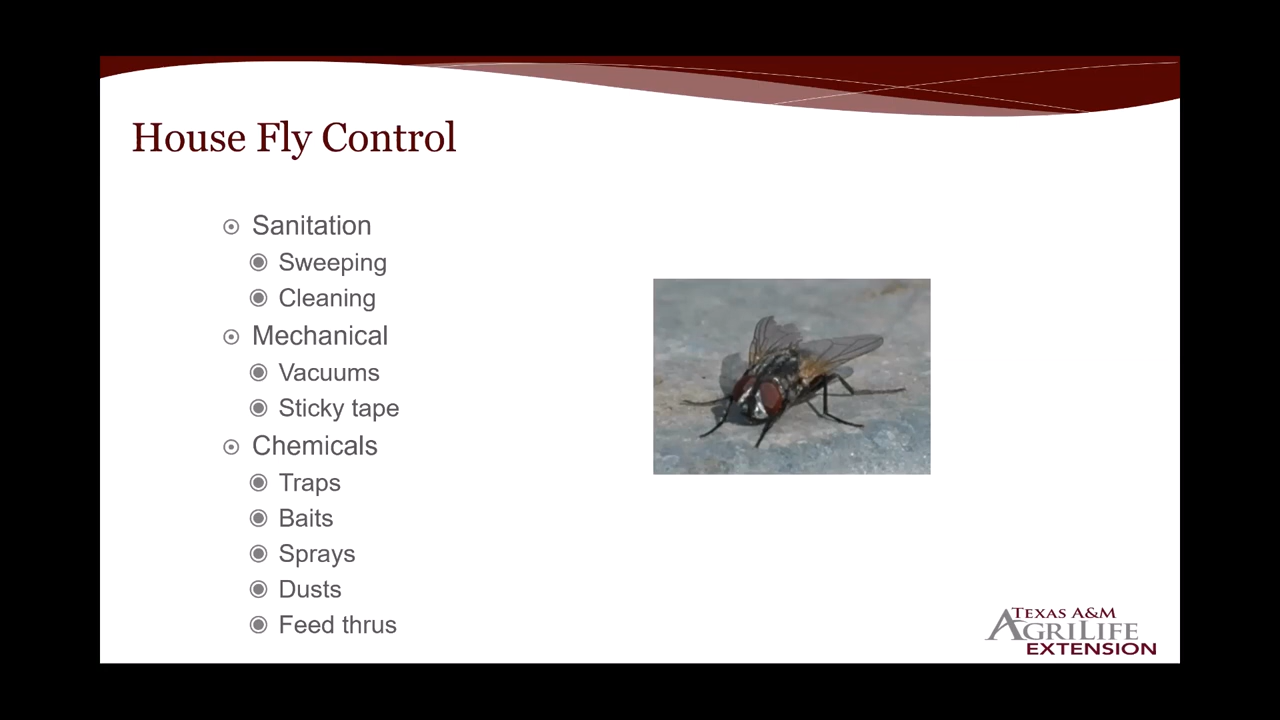 House Fly Control
Sanitation
Sweeping
Cleaning
Mechanical
Vacuums
Sticky tape
Chemicals
Traps
Baits
Sprays
Dusts
Feed thrus
TEXAS A&M
AGRILIFE
EXTENSION